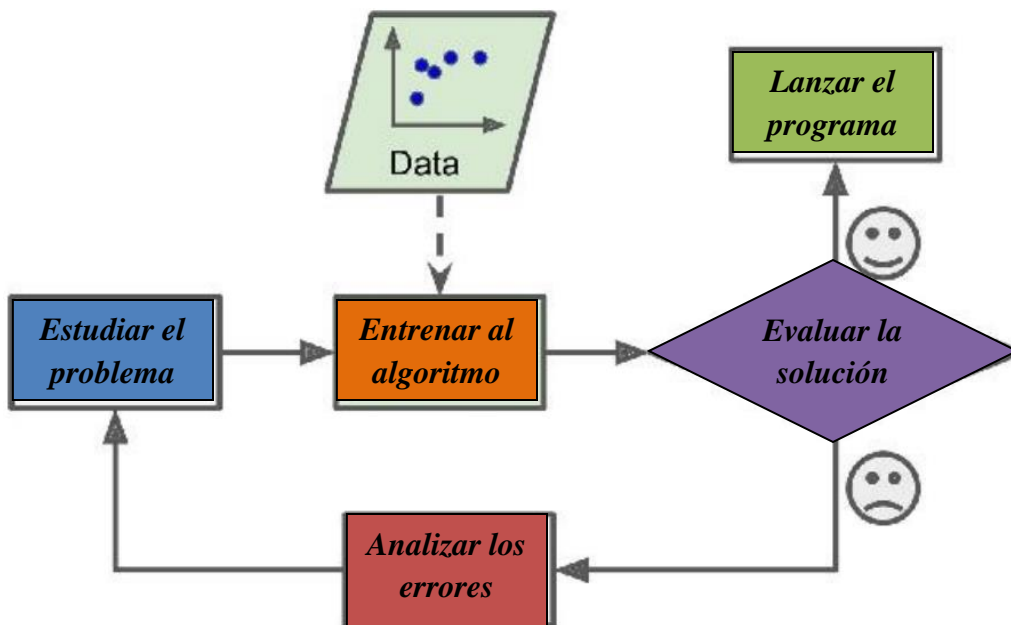 Data
Lanzar el
programa
Estudiar el
problema
Entrenar al
algoritmo
Evaluar la
solución
Analizar los
errores